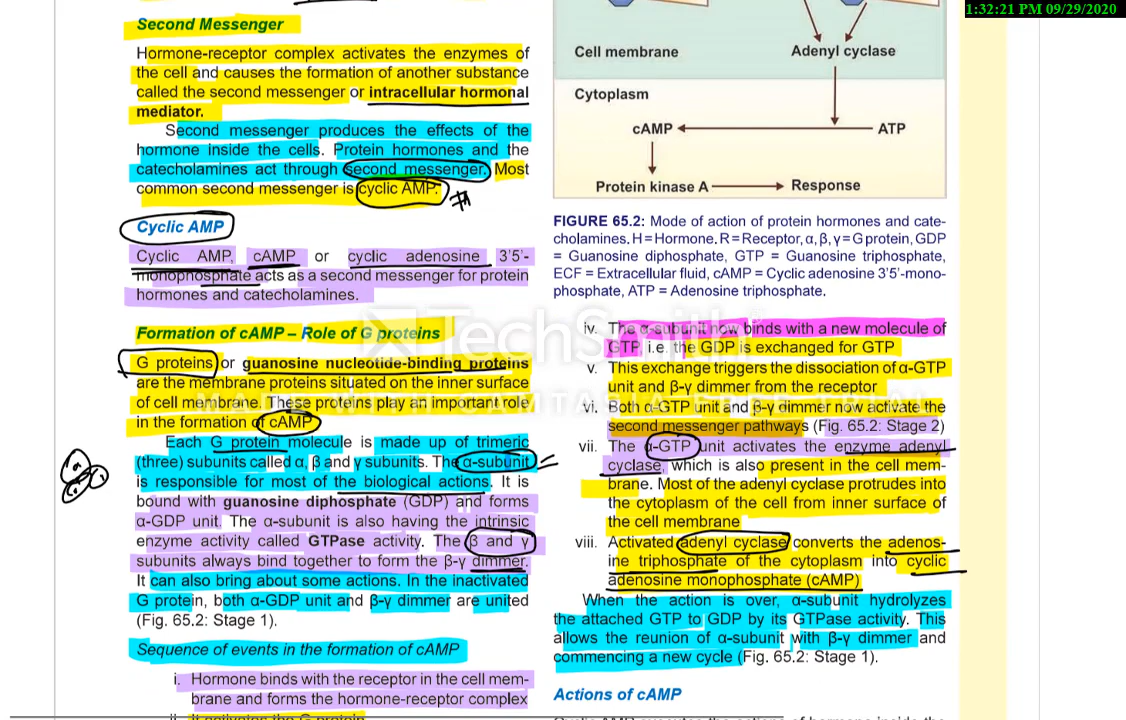 1:32:21 PM 09/29/2020
Second Messenger
Hormone-receptor complex activates the enzymes of
the cell and causes the formation of another substance
called the second messenger or intracellular hormonal
mediator.
Second messenger produces the effects of the
hormone inside the cells. Protein hormones and the
catecholamines act through second messenger. Most
common second messenger is cyclic AMP.
Cyclic AMP
Cyclic AMP, cAMP or cyclic adenosine 3'5'-
monophosphate acts as a second messenger for protein
hormones and catecholamines.
Formation of cAMP – Role of G proteins
G proteins or guanosine nucleotide-binding proteins
are the membrane proteins situated on the inner surface
of cell membrane. These proteins play an important role
in the formation of cAMP
Each G protein molecule is made up of trimeric
(three) subunits called α, β and γ subunits. The α-subunit
is responsible for most of the biological actions. It is
bound with guanosine diphosphate (GDP) and forms
α-GDP unit. The α-subunit is also having the intrinsic
enzyme activity called GTPase activity. The β and γ
subunits always bind together to form the β-γ dimmer.
It can also bring about some actions. In the inactivated
G protein, both α-GDP unit and β-γ dimmer are united
(Fig. 65.2: Stage 1).
Sequence of events in the formation of cAMP
i. Hormone binds with the receptor in the cell mem-
brane and forms the hormone-receptor complex
ii. It activates the G protein
Cell membrane
Adenyl cyclase
Cytoplasm
cAMP
ATP
Protein kinase A
Response
FIGURE 65.2: Mode of action of protein hormones and cate-
cholamines. H = Hormone. R = Receptor, α, β, γ = G protein, GDP
= Guanosine diphosphate, GTP = Guanosine triphosphate,
ECF = Extracellular fluid, cAMP = Cyclic adenosine 3'5'-mono-
phosphate, ATP = Adenosine triphosphate.
iv. The α-subunit now binds with a new molecule of
GTP, i.e. the GDP is exchanged for GTP
v. This exchange triggers the dissociation of α-GTP
unit and β-γ dimmer from the receptor
vi. Both α-GTP unit and β-γ dimmer now activate the
second messenger pathways (Fig. 65.2: Stage 2)
vii. The α-GTP unit activates the enzyme adenyl
cyclase, which is also present in the cell mem-
brane. Most of the adenyl cyclase protrudes into
the cytoplasm of the cell from inner surface of
the cell membrane
viii. Activated adenyl cyclase converts the adenos-
ine triphosphate of the cytoplasm into cyclic
adenosine monophosphate (cAMP)
When the action is over, α-subunit hydrolyzes
the attached GTP to GDP by its GTPase activity. This
allows the reunion of α-subunit with β-γ dimmer and
commencing a new cycle (Fig. 65.2: Stage 1).
Actions of cAMP
TechSmith
MADE WITH CAMTASIA FREE TRIAL